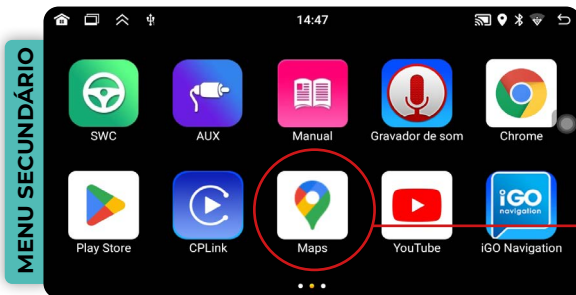 14:47
MENU SECUNDÁRIO
SWC
AUX
Manual
Gravador de som
Chrome
iGO
navigation
Play Store
CPLink
Maps
YouTube
iGO Navigation